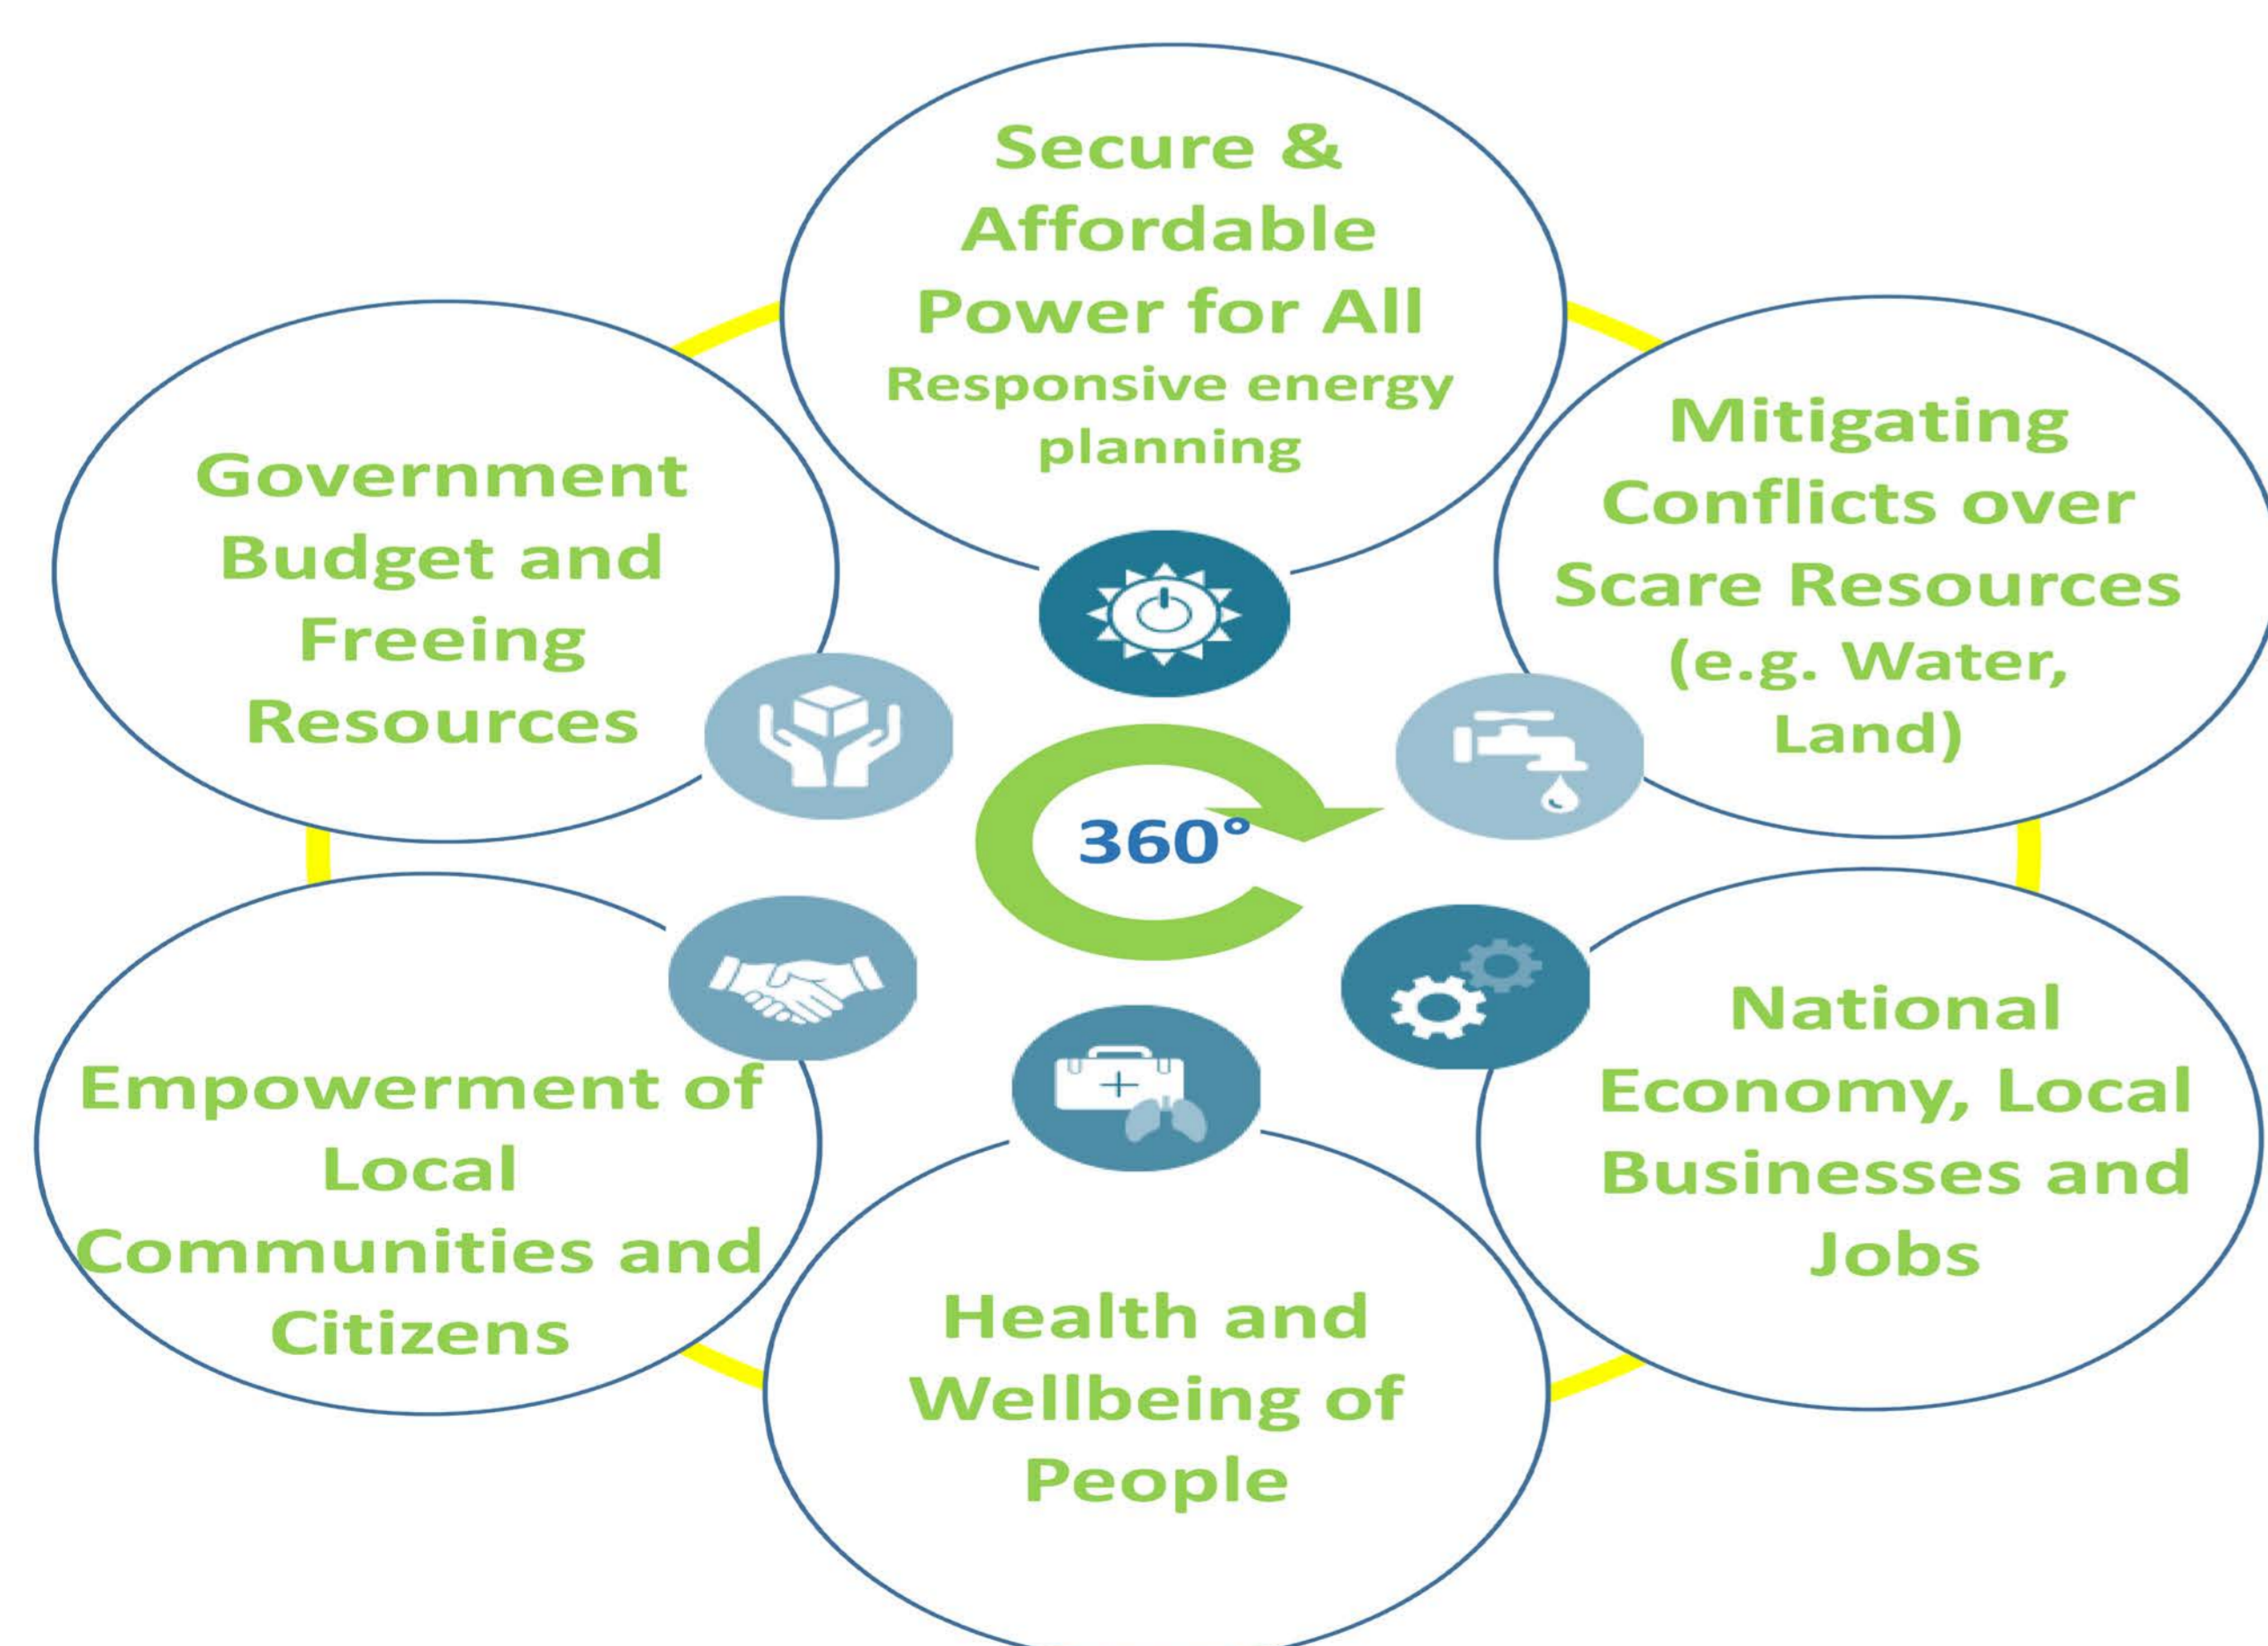 Secure &
Affordable
Power for All
Responsive energy
planning
Mitigating
Conflicts over
Scare Resources
(e.g. Water,
Land)
National
Economy, Local
Businesses and
Jobs
Health and
Wellbeing of
People
Empowerment of
Local
Communities and
Citizens
Government
Budget and
Freeing
Resources
360°